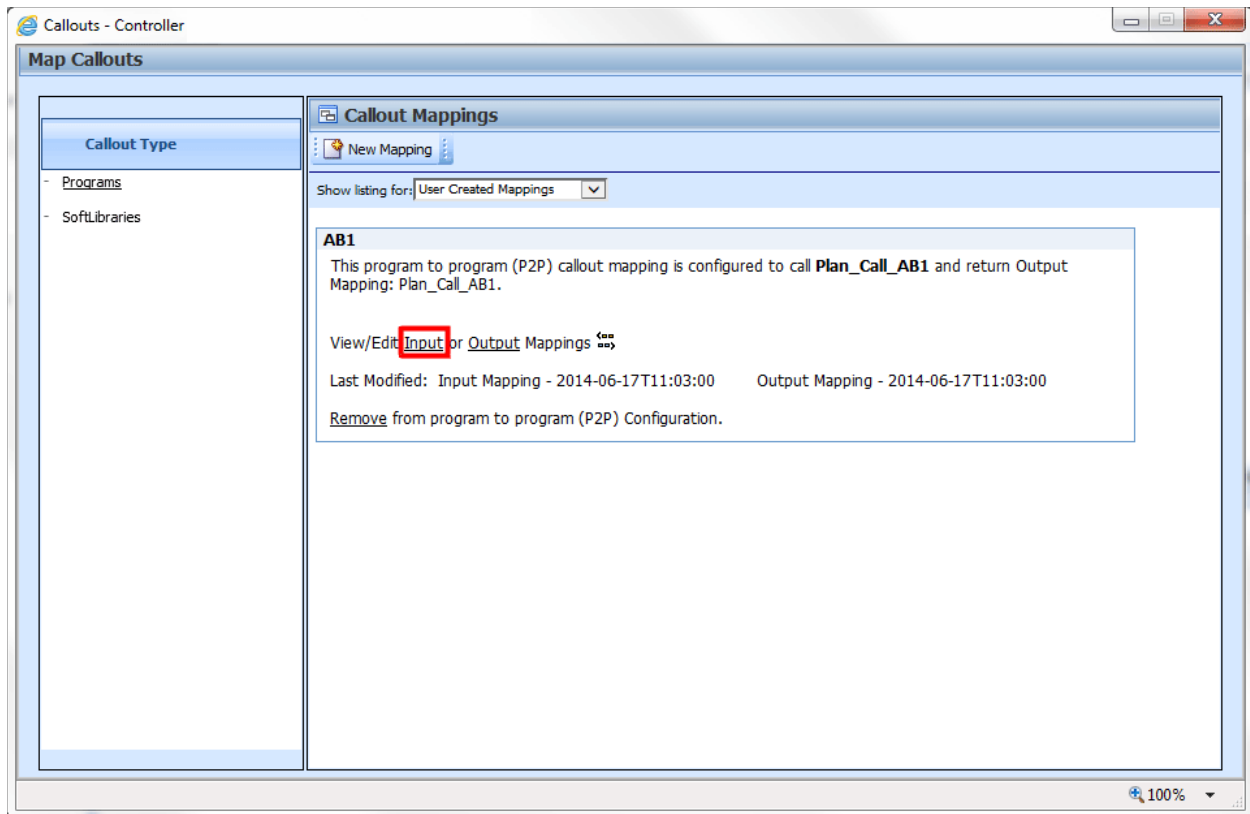 Callouts - Controller
Map Callouts
Callout Type
- Programs
- SoftLibraries
Callout Mappings
New Mapping
Show listing for: User Created Mappings
AB1
This program to program (P2P) callout mapping is configured to call Plan_Call_AB1 and return Output
Mapping: Plan_Call_AB1.
View/Edit Input or Output Mappings
Last Modified: Input Mapping - 2014-06-17T11:03:00 Output Mapping - 2014-06-17T11:03:00
Remove from program to program (P2P) Configuration.
100%